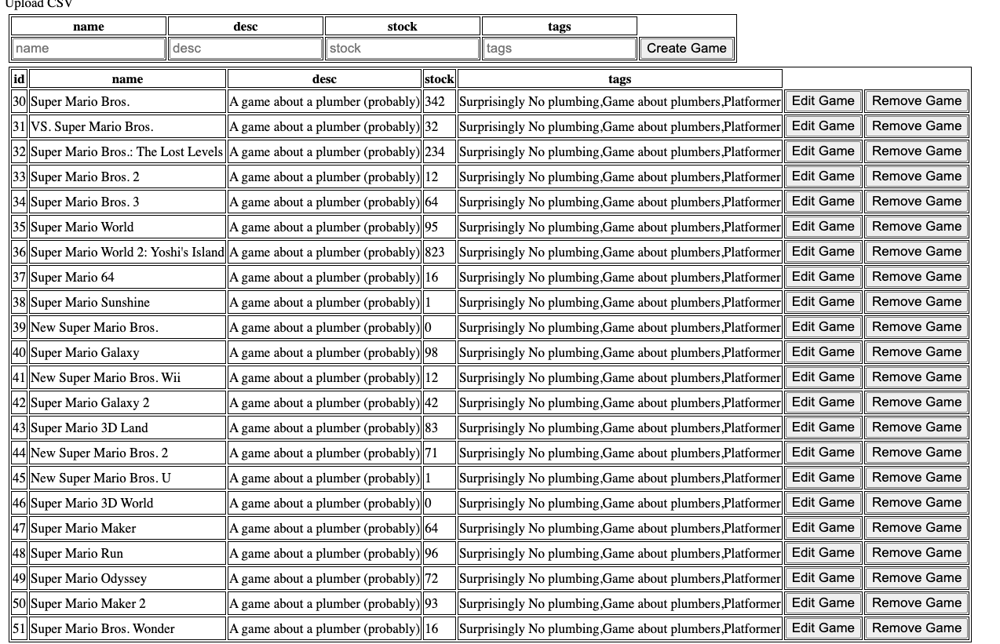 Upload CSV
name desc stock tags
name desc stock tags Create Game
id name desc stock tags
30 Super Mario Bros. A game about a plumber (probably) 342 Surprisingly No plumbing,Game about plumbers,Platformer Edit Game Remove Game
31 VS. Super Mario Bros. A game about a plumber (probably) 32 Surprisingly No plumbing,Game about plumbers,Platformer Edit Game Remove Game
32 Super Mario Bros.: The Lost Levels A game about a plumber (probably) 234 Surprisingly No plumbing,Game about plumbers,Platformer Edit Game Remove Game
33 Super Mario Bros. 2 A game about a plumber (probably) 12 Surprisingly No plumbing,Game about plumbers,Platformer Edit Game Remove Game
34 Super Mario Bros. 3 A game about a plumber (probably) 64 Surprisingly No plumbing,Game about plumbers,Platformer Edit Game Remove Game
35 Super Mario World A game about a plumber (probably) 95 Surprisingly No plumbing,Game about plumbers,Platformer Edit Game Remove Game
36 Super Mario World 2: Yoshi's Island A game about a plumber (probably) 823 Surprisingly No plumbing,Game about plumbers,Platformer Edit Game Remove Game
37 Super Mario 64 A game about a plumber (probably) 16 Surprisingly No plumbing,Game about plumbers,Platformer Edit Game Remove Game
38 Super Mario Sunshine A game about a plumber (probably) 1 Surprisingly No plumbing,Game about plumbers,Platformer Edit Game Remove Game
39 New Super Mario Bros. A game about a plumber (probably) 0 Surprisingly No plumbing,Game about plumbers,Platformer Edit Game Remove Game
40 Super Mario Galaxy A game about a plumber (probably) 98 Surprisingly No plumbing,Game about plumbers,Platformer Edit Game Remove Game
41 New Super Mario Bros. Wii A game about a plumber (probably) 12 Surprisingly No plumbing,Game about plumbers,Platformer Edit Game Remove Game
42 Super Mario Galaxy 2 A game about a plumber (probably) 42 Surprisingly No plumbing,Game about plumbers,Platformer Edit Game Remove Game
43 Super Mario 3D Land A game about a plumber (probably) 83 Surprisingly No plumbing,Game about plumbers,Platformer Edit Game Remove Game
44 New Super Mario Bros. 2 A game about a plumber (probably) 71 Surprisingly No plumbing,Game about plumbers,Platformer Edit Game Remove Game
45 New Super Mario Bros. U A game about a plumber (probably) 1 Surprisingly No plumbing,Game about plumbers,Platformer Edit Game Remove Game
46 Super Mario 3D World A game about a plumber (probably) 0 Surprisingly No plumbing,Game about plumbers,Platformer Edit Game Remove Game
47 Super Mario Maker A game about a plumber (probably) 64 Surprisingly No plumbing,Game about plumbers,Platformer Edit Game Remove Game
48 Super Mario Run A game about a plumber (probably) 96 Surprisingly No plumbing,Game about plumbers,Platformer Edit Game Remove Game
49 Super Mario Odyssey A game about a plumber (probably) 72 Surprisingly No plumbing,Game about plumbers,Platformer Edit Game Remove Game
50 Super Mario Maker 2 A game about a plumber (probably) 93 Surprisingly No plumbing,Game about plumbers,Platformer Edit Game Remove Game
51 Super Mario Bros. Wonder A game about a plumber (probably) 16 Surprisingly No plumbing,Game about plumbers,Platformer Edit Game Remove Game